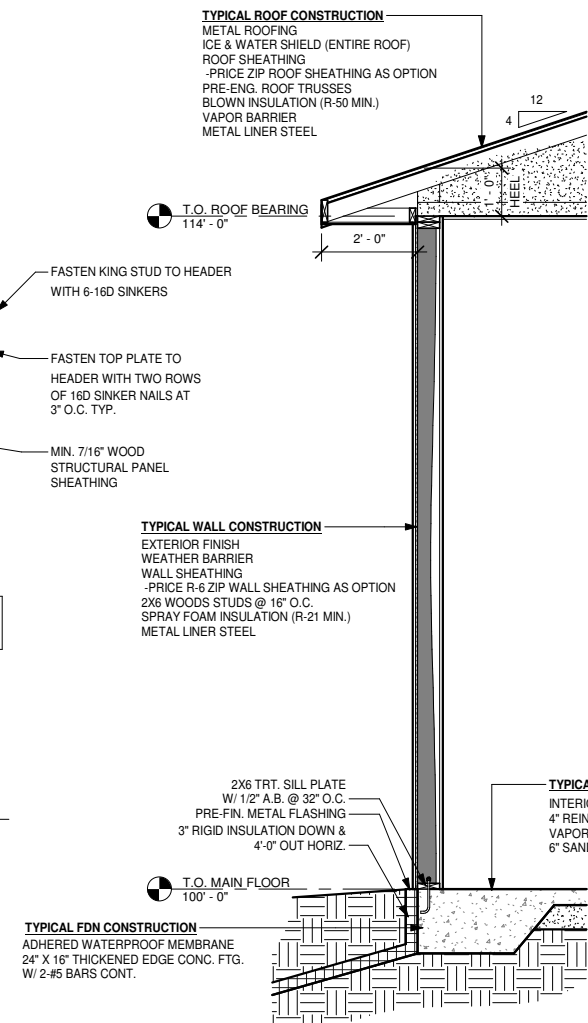 TYPICAL ROOF CONSTRUCTION
METAL ROOFING
ICE & WATER SHIELD (ENTIRE ROOF)
ROOF SHEATHING
-PRICE ZIP ROOF SHEATHING AS OPTION
PRE-ENG. ROOF TRUSSES
BLOWN INSULATION (R-50 MIN.)
VAPOR BARRIER
METAL LINER STEEL
12
4
1' - 0"
HEEL
T.O. ROOF BEARING
114' - 0"
2' - 0"
FASTEN KING STUD TO HEADER
WITH 6-16D SINKERS
FASTEN TOP PLATE TO
HEADER WITH TWO ROWS
OF 16D SINKER NAILS AT
3" O.C. TYP.
MIN. 7/16" WOOD
STRUCTURAL PANEL
SHEATHING
TYPICAL WALL CONSTRUCTION
EXTERIOR FINISH
WEATHER BARRIER
WALL SHEATHING
-PRICE R-6 ZIP WALL SHEATHING AS OPTION
2X6 WOODS STUDS @ 16" O.C.
SPRAY FOAM INSULATION (R-21 MIN.)
METAL LINER STEEL
2X6 TRT. SILL PLATE
W/ 1/2" A.B. @ 32" O.C.
PRE-FIN. METAL FLASHING
3" RIGID INSULATION DOWN &
4'-0" OUT HORIZ.
TYPICA
INTERIO
4" REIN
VAPOR
6" SAN
T.O. MAIN FLOOR
100' - 0"
TYPICAL FDN CONSTRUCTION
ADHERED WATERPROOF MEMBRANE
24" X 16" THICKENED EDGE CONC. FTG.
W/ 2-#5 BARS CONT.